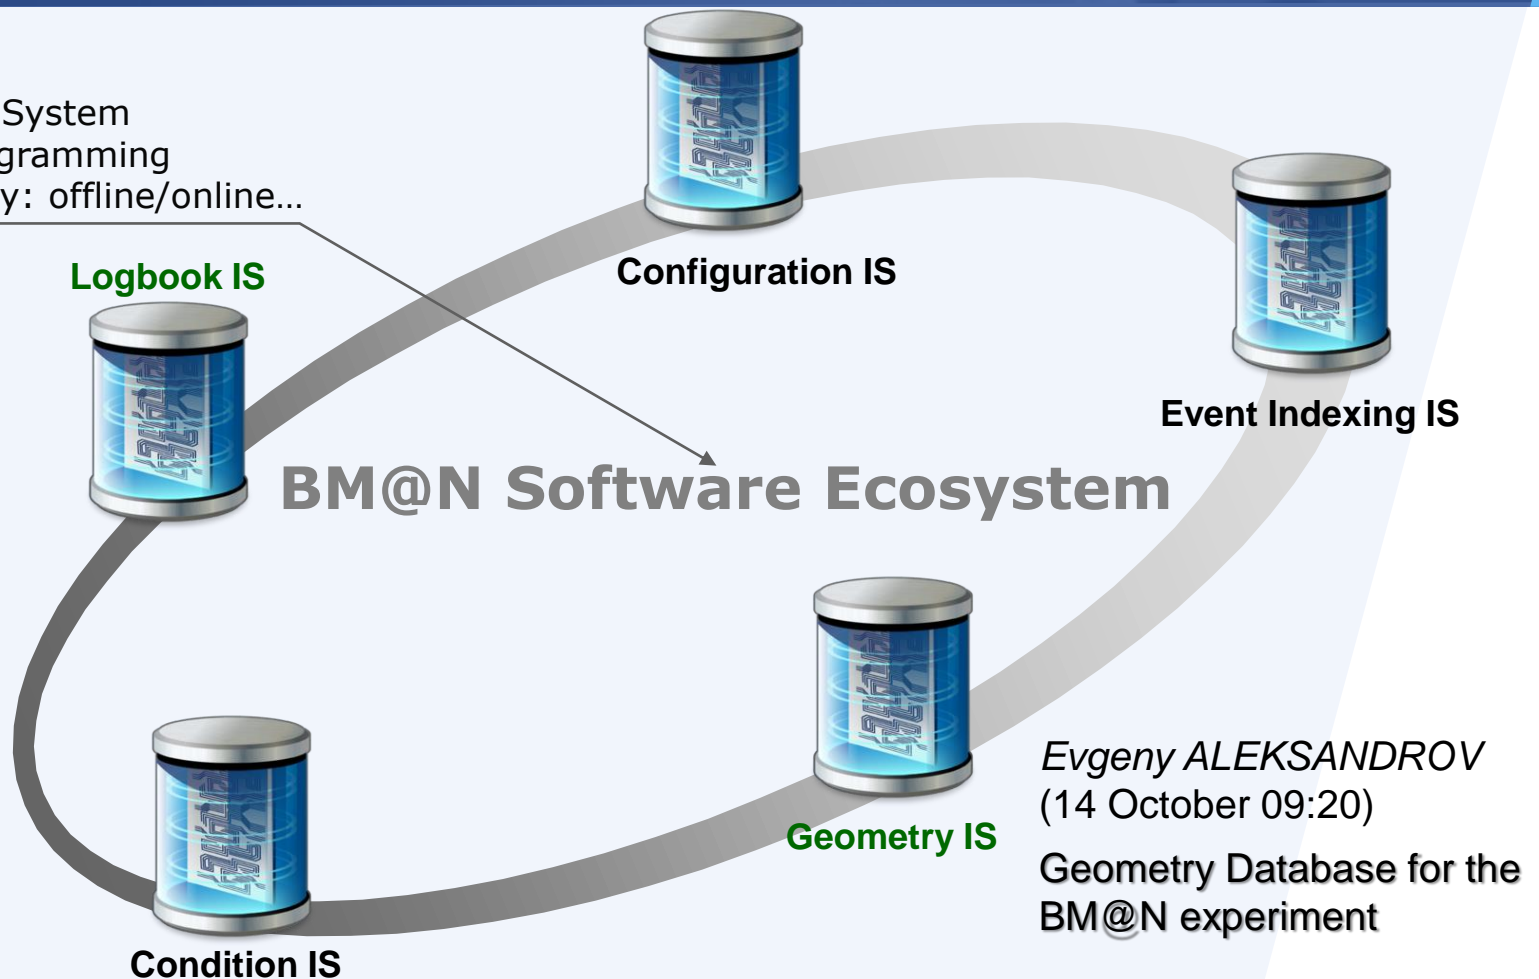 System
gramming
y: offline/online…
Logbook IS
Configuration IS
Event Indexing IS
BM@N Software Ecosystem
Geometry IS
Evgeny ALEKSANDROV
(14 October 09:20)
Geometry Database for the
BM@N experiment
Condition IS